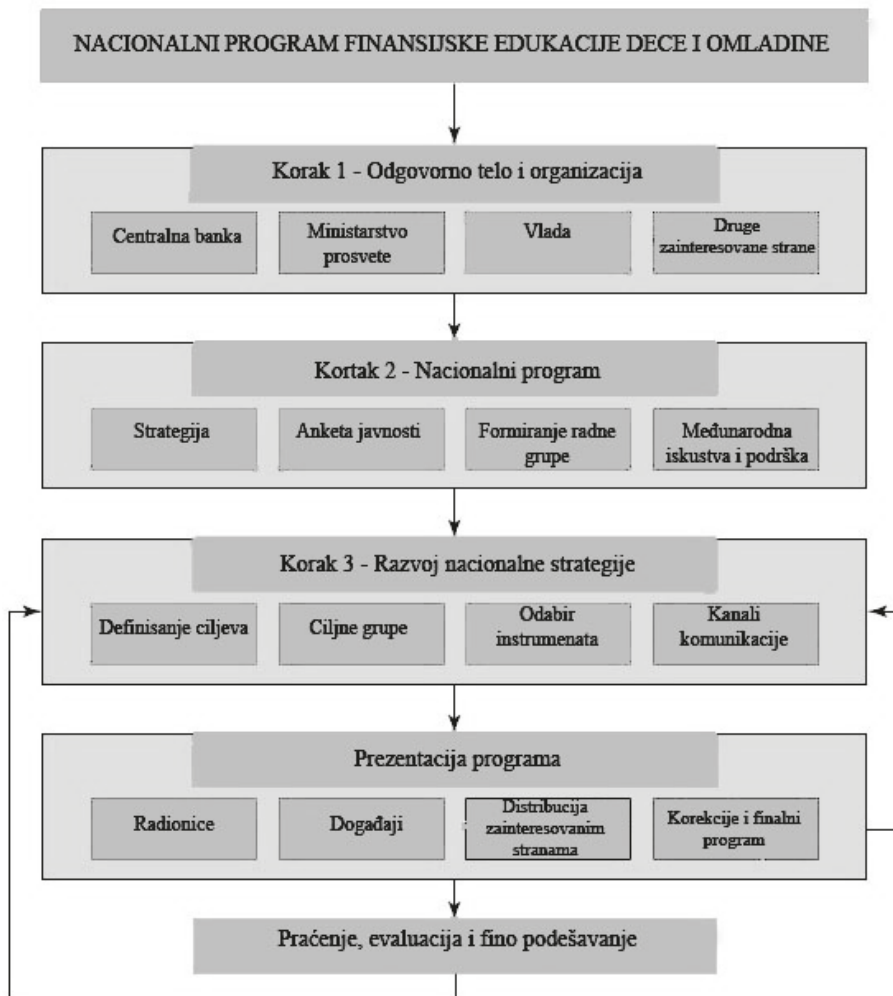 NACIONALNI PROGRAM FINANSIJSKE EDUKACIJE DECE I OMLADINE
Korak 1 - Odgovorno telo i organizacija
Centralna banka
Ministarstvo
prosvete
Vlada
Druge
zainteresovane strane
Kortak 2 - Nacionalni program
Strategija
Anketa javnosti
Formiranje radne
grupe
Međunarodna
iskustva i podrška
Korak 3 - Razvoj nacionalne strategije
Definisanje ciljeva
Ciljne grupe
Odabir
instrumenata
Kanali
komunikacije
Prezentacija programa
Radionice
Događaji
Distribucija
zainteresovanim
stranama
Korekcije i finalni
program
Praćenje, evaluacija i fino podešavanje